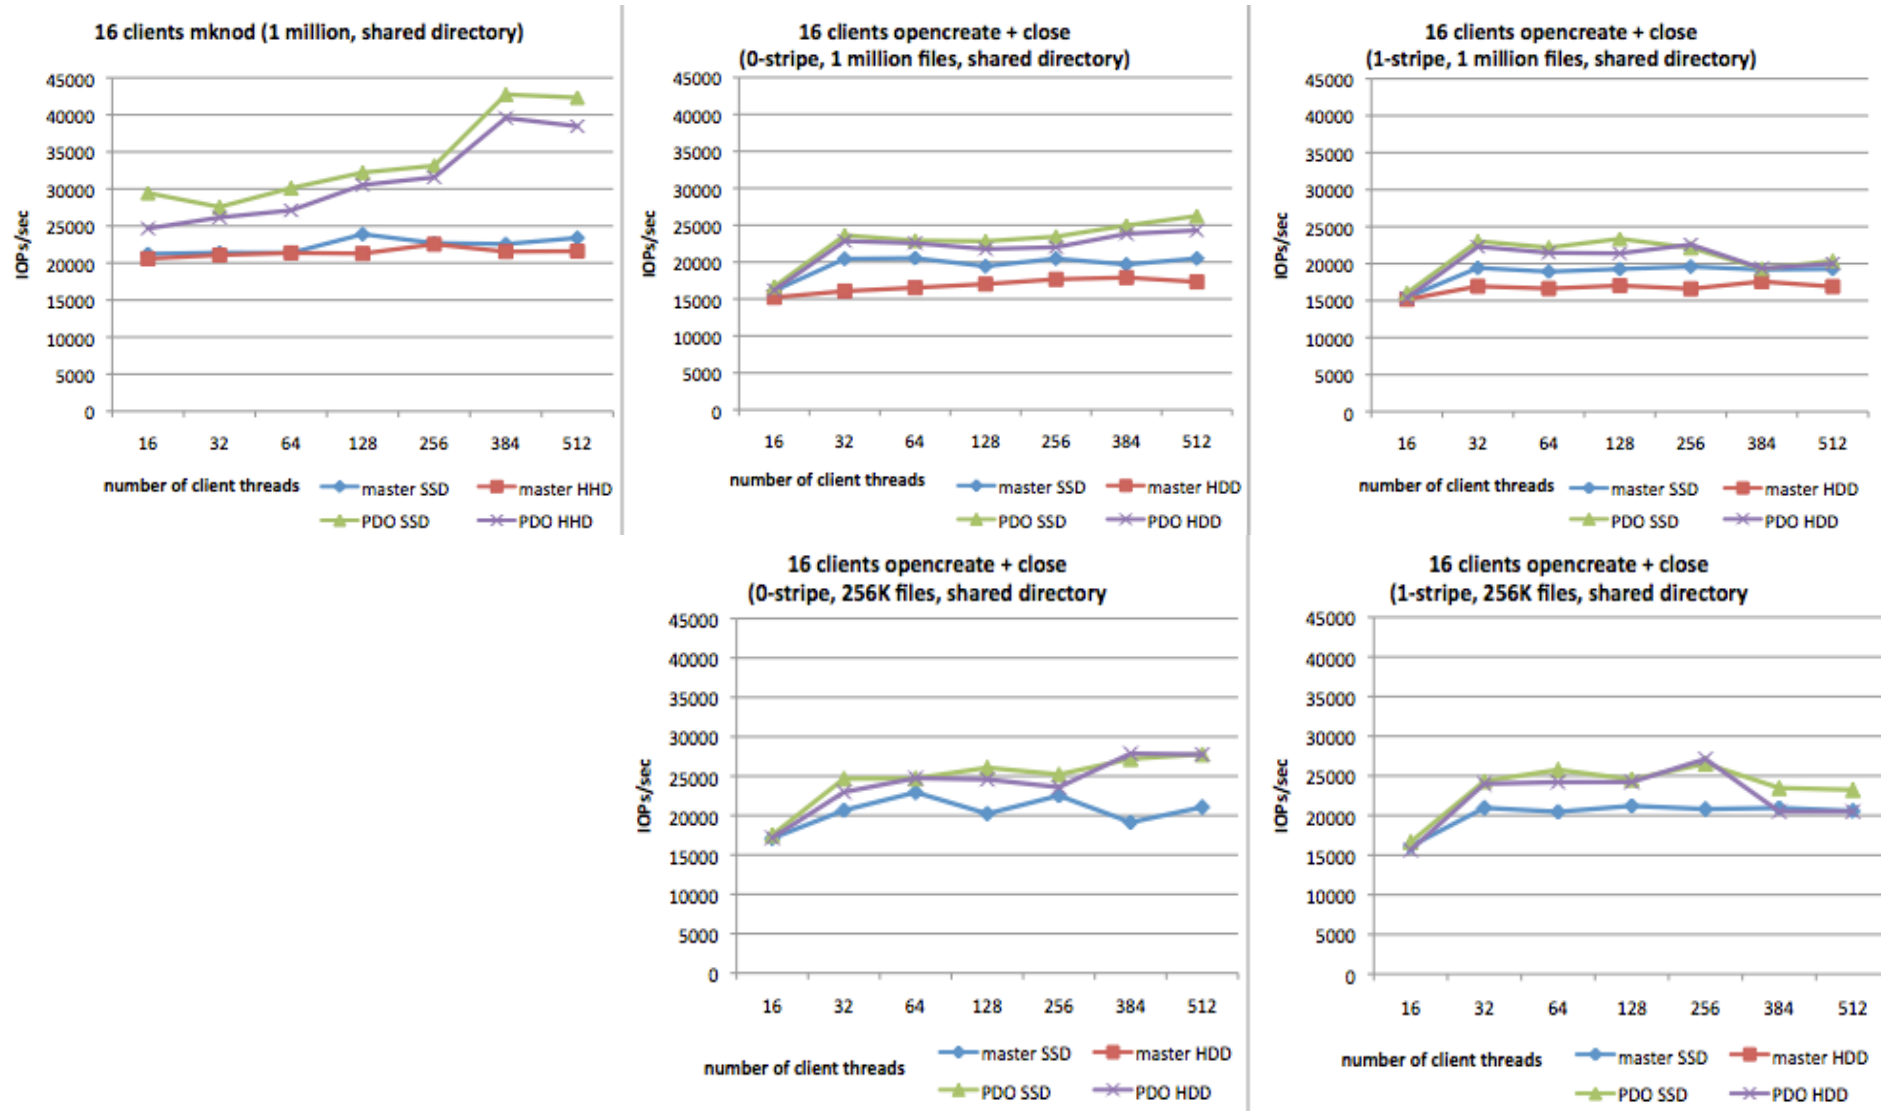 16 clients mknod (1 million, shared directory)
IOPs/sec
45000
40000
35000
30000
25000
20000
15000
10000
5000
0
16 32 64 128 256 384 512
number of client threads
master SSD master HHD
PDO SSD PDO HHD
16 clients opencreate + close
(0-stripe, 1 million files, shared directory)
IOPs/sec
45000
40000
35000
30000
25000
20000
15000
10000
5000
0
16 32 64 128 256 384 512
number of client threads
master SSD master HDD
PDO SSD PDO HDD
16 clients opencreate + close
(1-stripe, 1 million files, shared directory)
IOPs/sec
45000
40000
35000
30000
25000
20000
15000
10000
5000
0
16 32 64 128 256 384 512
number of client threads
master SSD master HDD
PDO SSD PDO HDD
16 clients opencreate + close
(0-stripe, 256K files, shared directory
IOPs/sec
45000
40000
35000
30000
25000
20000
15000
10000
5000
0
16 32 64 128 256 384 512
number of client threads
master SSD master HDD
PDO SSD PDO HDD
16 clients opencreate + close
(1-stripe, 256K files, shared directory
IOPs/sec
45000
40000
35000
30000
25000
20000
15000
10000
5000
0
16 32 64 128 256 384 512
number of client threads
master SSD master HDD
PDO SSD PDO HDD